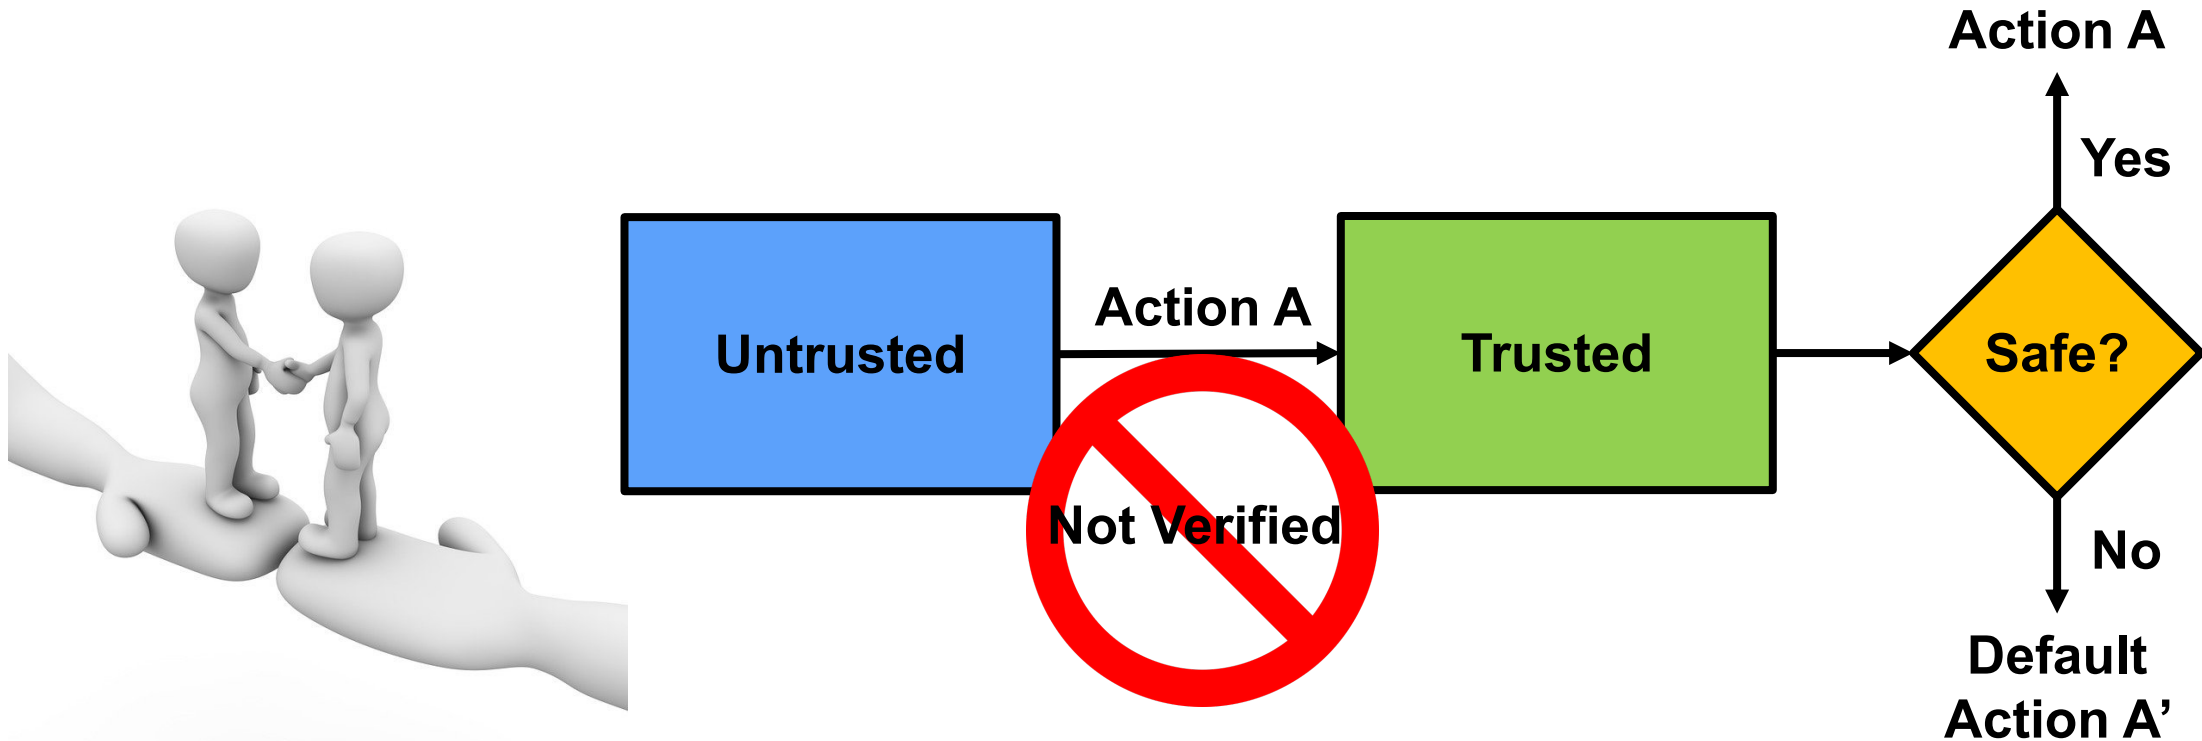 Action A
Yes
Untrusted
Action A
Trusted
Safe?
Not Verified
No
Default
Action A’